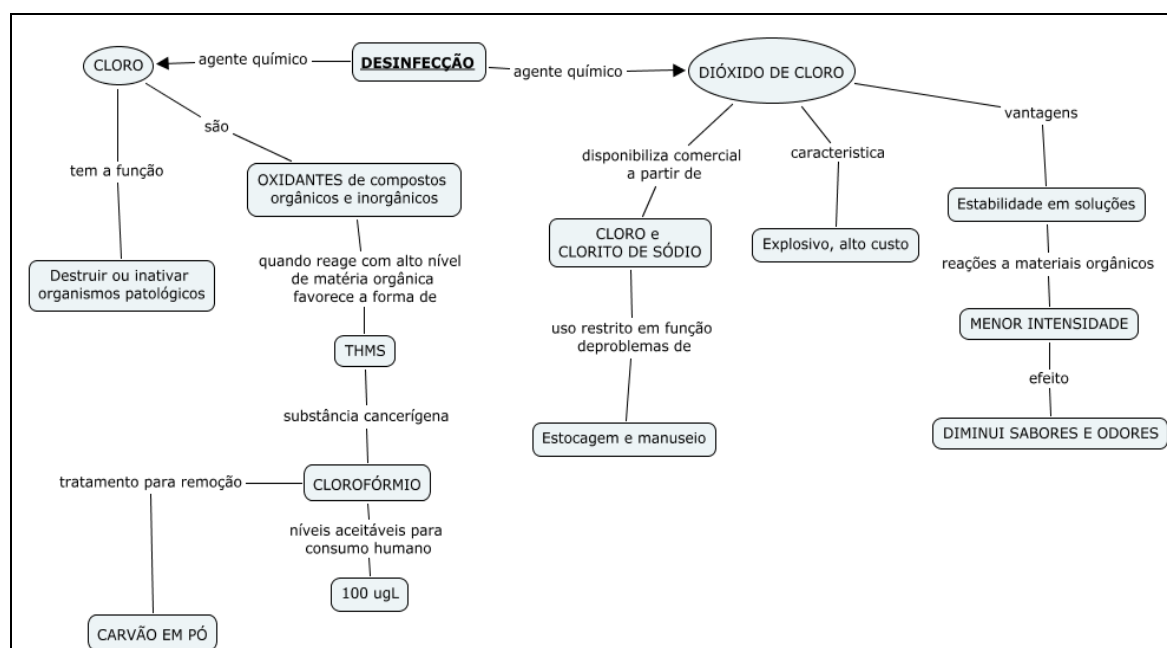 DESINFECÇÃO
agente químico
CLORO
tem a função
Destruir ou inativar
organismos patológicos
são
OXIDANTES de compostos
orgânicos e inorgânicos
quando reage com alto nível
de matéria orgânica
favorece a forma de
THMS
substância cancerígena
CLOROFÓRMIO
tratamento para remoção
CARVÃO EM PÓ
níveis aceitáveis para
consumo humano
100 ugL
agente químico
DIÓXIDO DE CLORO
disponibiliza comercial
a partir de
CLORO e
CLORITO DE SÓDIO
uso restrito em função
deproblemas de
Estocagem e manuseio
caracteristica
Explosivo, alto custo
vantagens
Estabilidade em soluções
reações a materiais orgânicos
MENOR INTENSIDADE
efeito
DIMINUI SABORES E ODORES